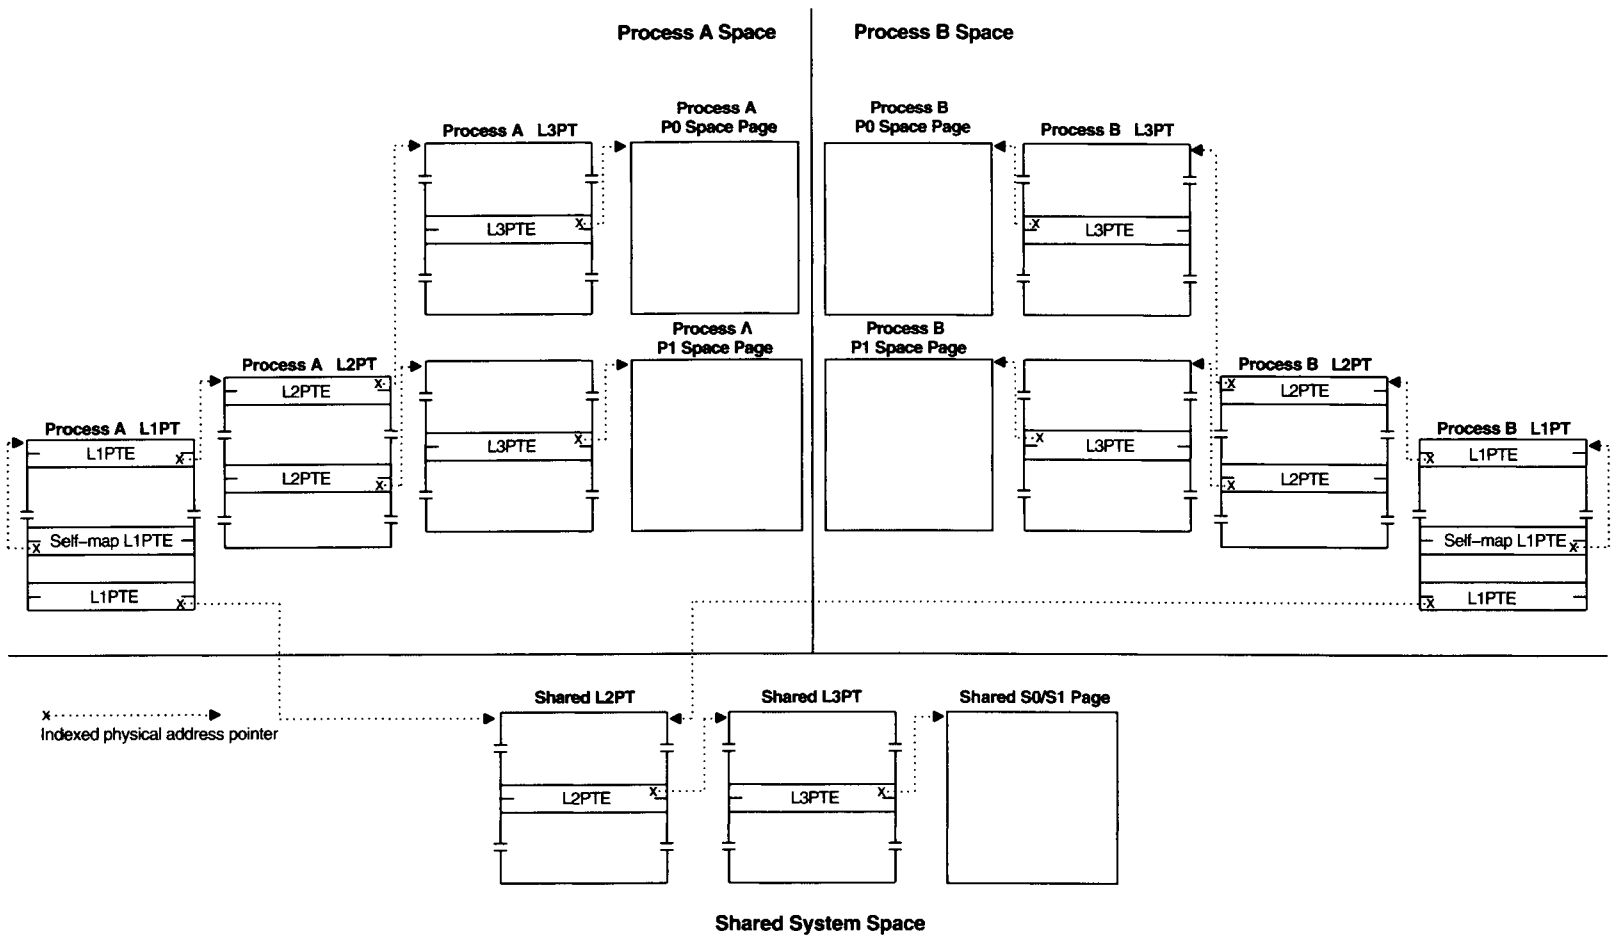 Process A Space
Process B Space
Process A
P0 Space Page
Process B
P0 Space Page
Process A L3PT
Process B L3PT
L3PTE
L3PTE
Process A
P1 Space Page
Process B
P1 Space Page
Process A L2PT
Process B L2PT
L2PTE
L2PTE
L3PTE
L3PTE
L2PTE
L2PTE
Process A L1PT
Process B L1PT
L1PTE
L1PTE
Self-map L1PTE
Self-map L1PTE
L1PTE
L1PTE
x
Indexed physical address pointer
Shared L2PT
Shared L3PT
Shared S0/S1 Page
L2PTE
L3PTE
Shared System Space